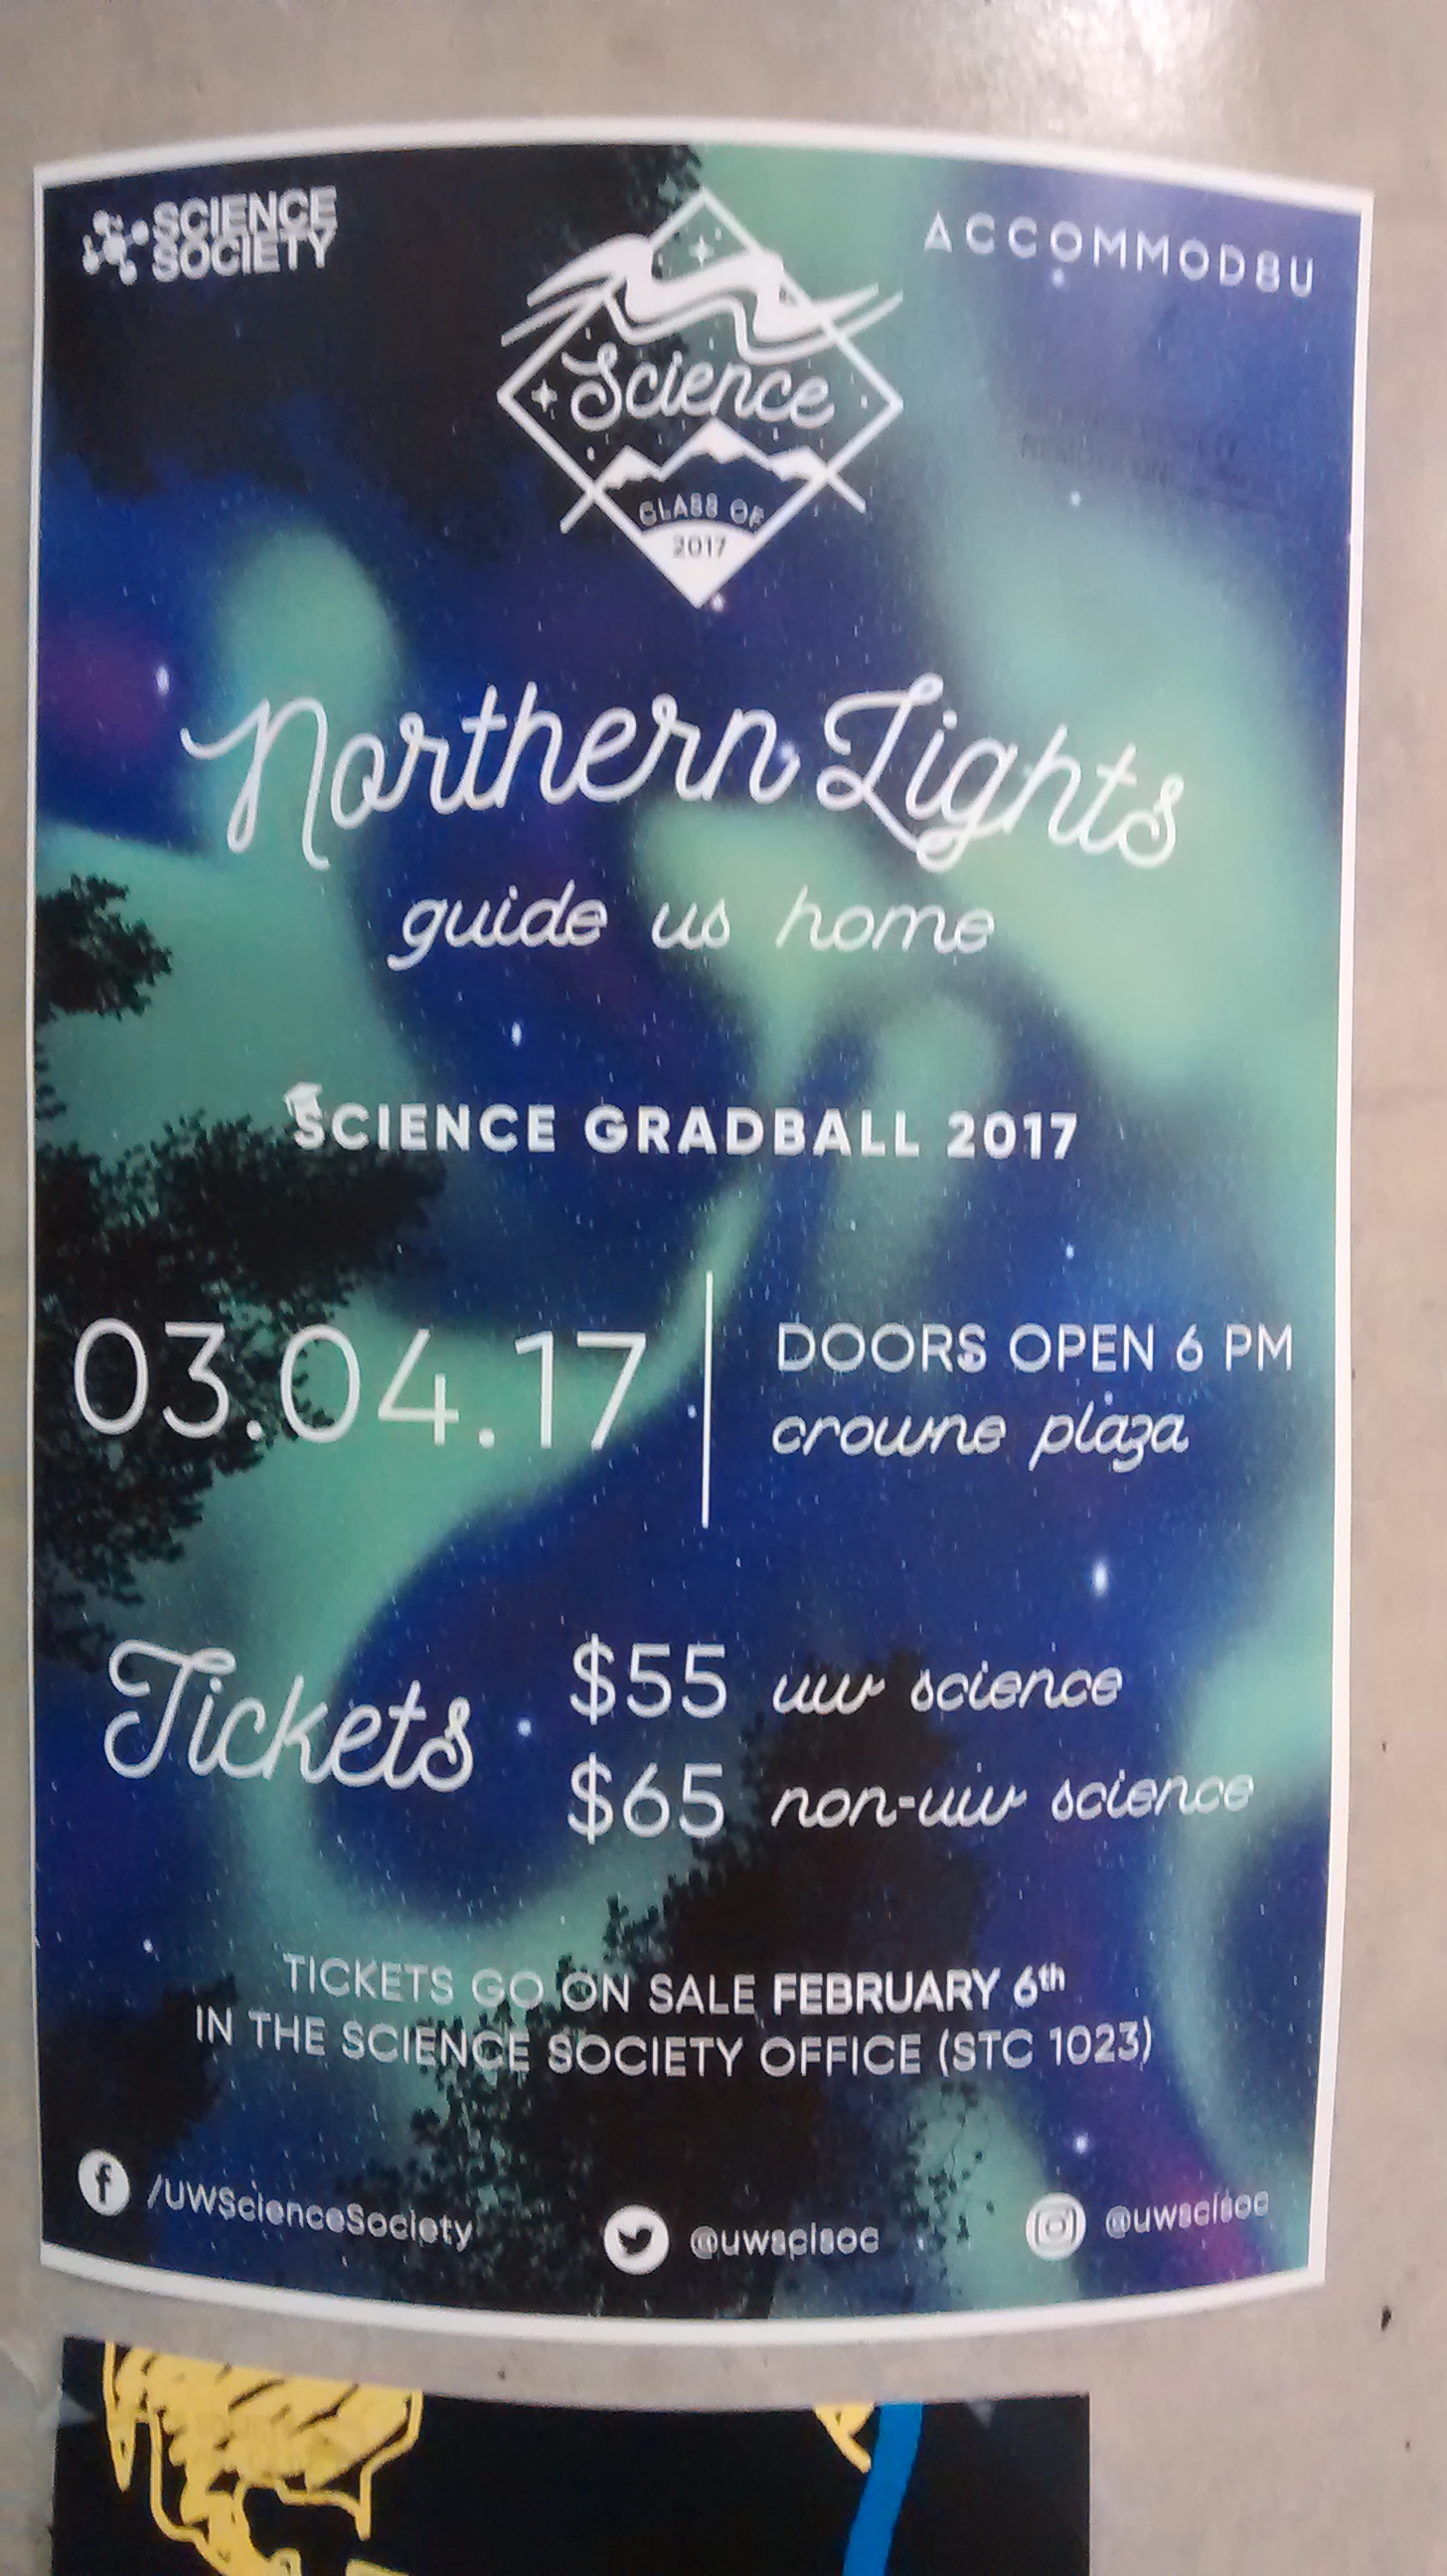 SCIENCE
SOCIETY
ACCOMMOD8U
Science
CLASS OF
2017
Northern Lights
guide us home
SCIENCE GRADBALL 2017
03.04.17
DOORS OPEN 6 PM
crowne plaza
Tickets
$55 uw science
$65 non-uw science
TICKETS GO ON SALE FEBRUARY 6th
IN THE SCIENCE SOCIETY OFFICE (STC 1023)
/UWScienceSociety
@uwscisoc
@uwscisoc